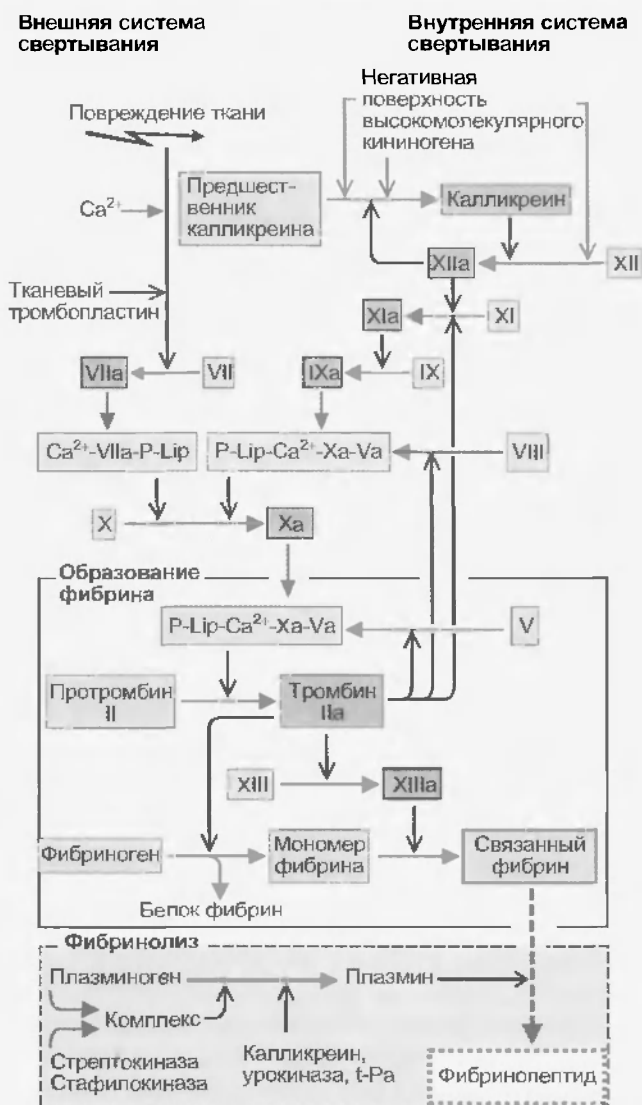 Внешняя система
свертывания
Внутренняя система
свертывания
Негативная
поверхность
высокомолекулярного
кининогена
Повреждение ткани
Ca²⁺
Предшест-
венник
калликреина
Калликреин
XIIa
XII
Тканевый
тромбопластин
XIa
XI
VIIa
VII
IXa
IX
Ca²⁺-VIIa-P-Lip
P-Lip-Ca²⁺-Xa-Va
VIII
X
Xa
Образование
фибрина
P-Lip-Ca²⁺-Xa-Va
V
Протромбин
II
Тромбин
IIa
XIII
XIIIa
Фибриноген
Мономер
фибрина
Связанный
фибрин
Белок фибрин
Фибринолиз
Плазминоген
Плазмин
Комплекс
Стрептокиназа
Стафилокиназа
Калликреин,
урокиназа, t-Pa
Фибринолептид